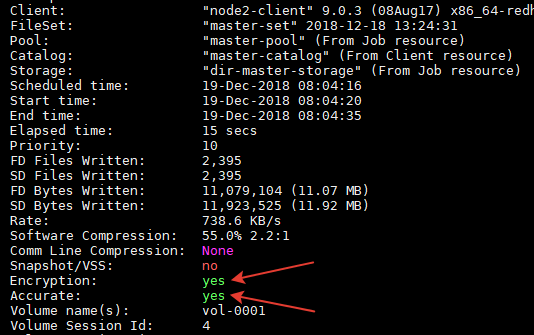 Client: "node2-client" 9.0.3 (08Aug17) x86_64-redh
FileSet: "master-set" 2018-12-18 13:24:31
Pool: "master-pool" (From Job resource)
Catalog: "master-catalog" (From Client resource)
Storage: "dir-master-storage" (From Job resource)
Scheduled time: 19-Dec-2018 08:04:16
Start time: 19-Dec-2018 08:04:20
End time: 19-Dec-2018 08:04:35
Elapsed time: 15 secs
Priority: 10
FD Files Written: 2,395
SD Files Written: 2,395
FD Bytes Written: 11,079,104 (11.07 MB)
SD Bytes Written: 11,923,525 (11.92 MB)
Rate: 738.6 KB/s
Software Compression: 55.0% 2.2:1
Comm Line Compression: None
Snapshot/VSS: no
Encryption: yes
Accurate: yes
Volume name(s): vol-0001
Volume Session Id: 4